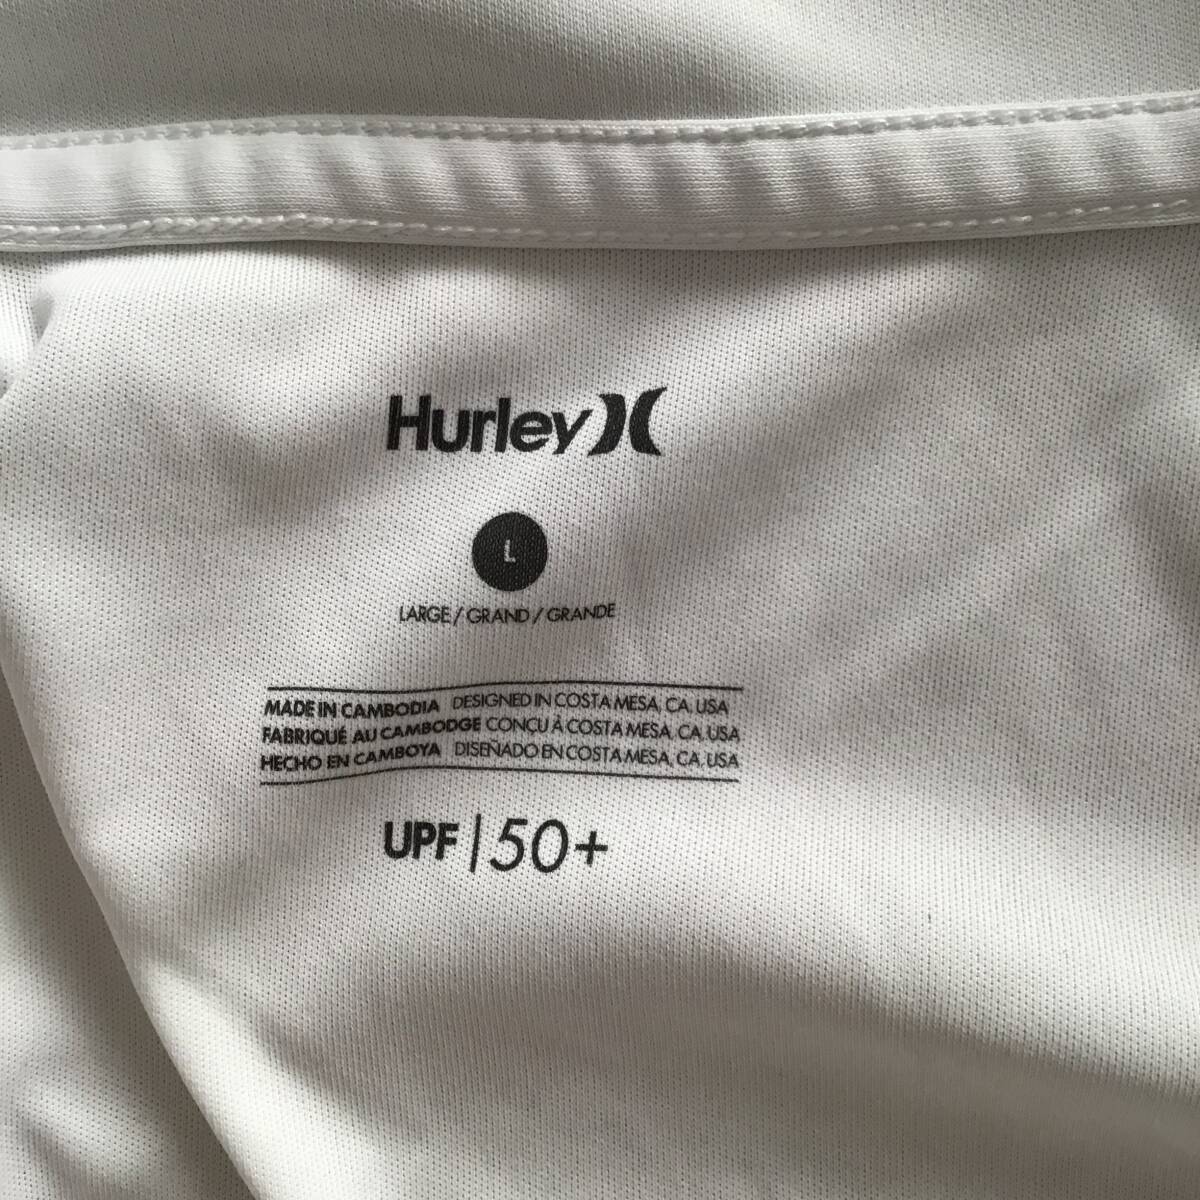 Hurley
L
LARGE / GRAND / GRANDE
MADE IN CAMBODIA DESIGNED IN COSTA MESA, CA, USA
FABRIQUÉ AU CAMBODGE CONÇU À COSTA MESA, CA, USA
HECHO EN CAMBOYA DISEÑADO EN COSTA MESA, CA, USA
UPF | 50+